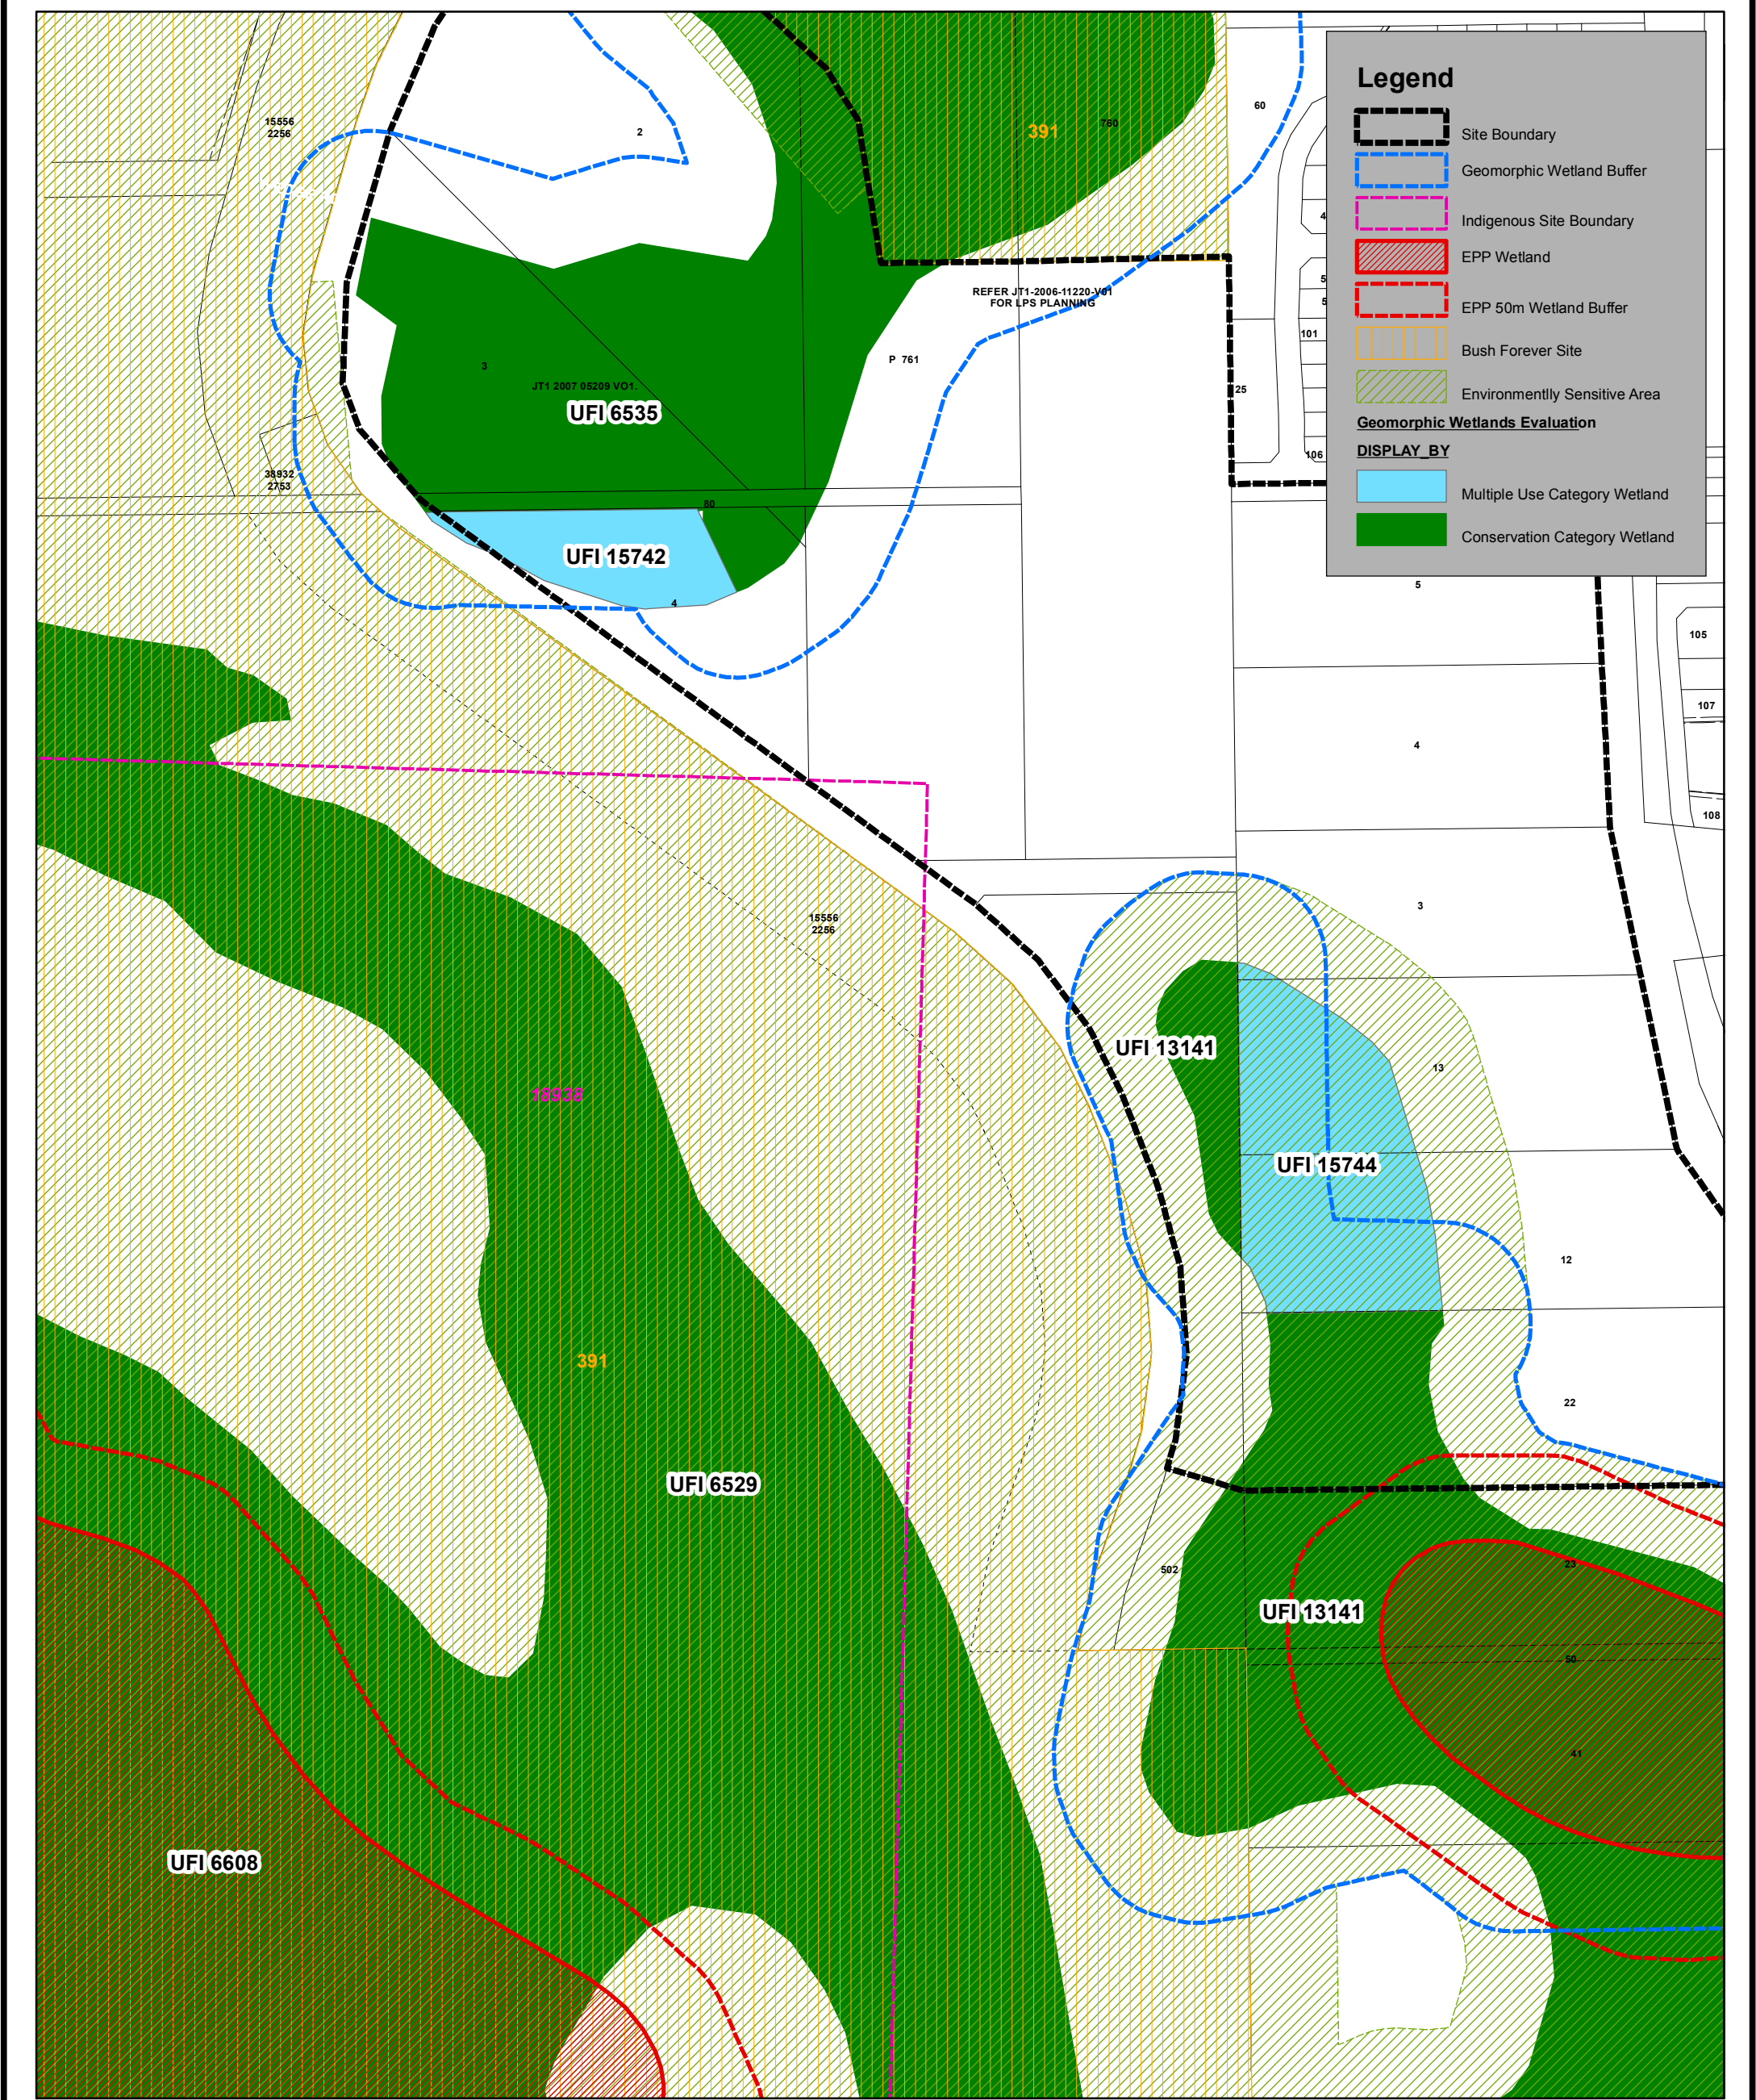 Legend
Site Boundary
Geomorphic Wetland Buffer
Indigenous Site Boundary
EPP Wetland
EPP 50m Wetland Buffer
Bush Forever Site
Environmentlly Sensitive Area
Geomorphic Wetlands Evaluation
DISPLAY_BY
Multiple Use Category Wetland
Conservation Category Wetland
15556
2256
2
391
760
60
4
REFER JT1-2006-11220-V01
FOR LPS PLANNING
5
5
101
P 761
3
JT1 2007 05209 VO1.
25
UFI 6535
106
38932
2753
80
UFI 15742
4
5
105
107
4
108
15556
2256
3
UFI 13141
13
18938
UFI 15744
12
391
22
UFI 6529
23
502
UFI 13141
50
41
UFI 6608